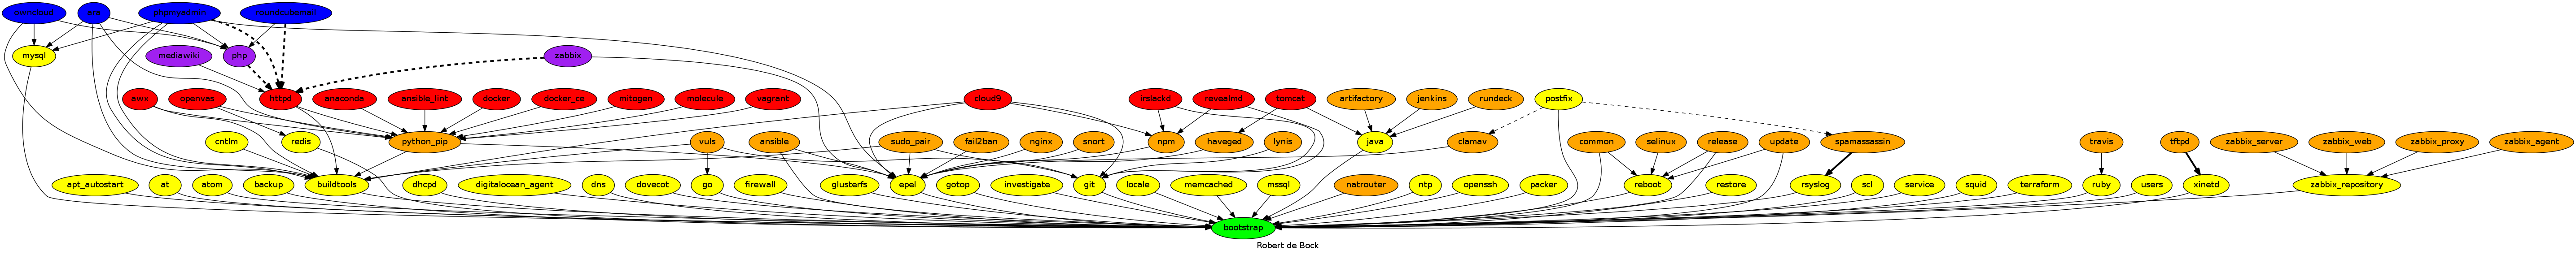 owncloud ara phpmyadmin roundcubemail
mysql mediawiki php zabbix
awx openvas httpd anaconda ansible_lint docker docker_ce mitogen molecule vagrant cloud9 irslackd revealmd tomcat artifactory jenkins rundeck postfix
cntlm redis python_pip vuls ansible sudo_pair fail2ban nginx snort npm haveged lynis java clamav common selinux release update spamassassin travis tftpd zabbix_server zabbix_web zabbix_proxy zabbix_agent
apt_autostart at atom backup buildtools dhcpd digitalocean_agent dns dovecot go firewall glusterfs epel gotop investigate git locale memcached mssql natrouter ntp openssh packer reboot restore rsyslog scl service squid terraform ruby users xinetd zabbix_repository
bootstrap
Robert de Bock